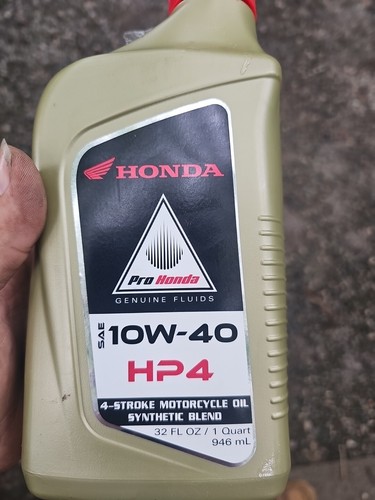 HONDA
Pro Honda
GENUINE FLUIDS
SAE 10W-40
HP4
4-STROKE MOTORCYCLE OIL
SYNTHETIC BLEND
32 FL OZ / 1 Quart
946 mL